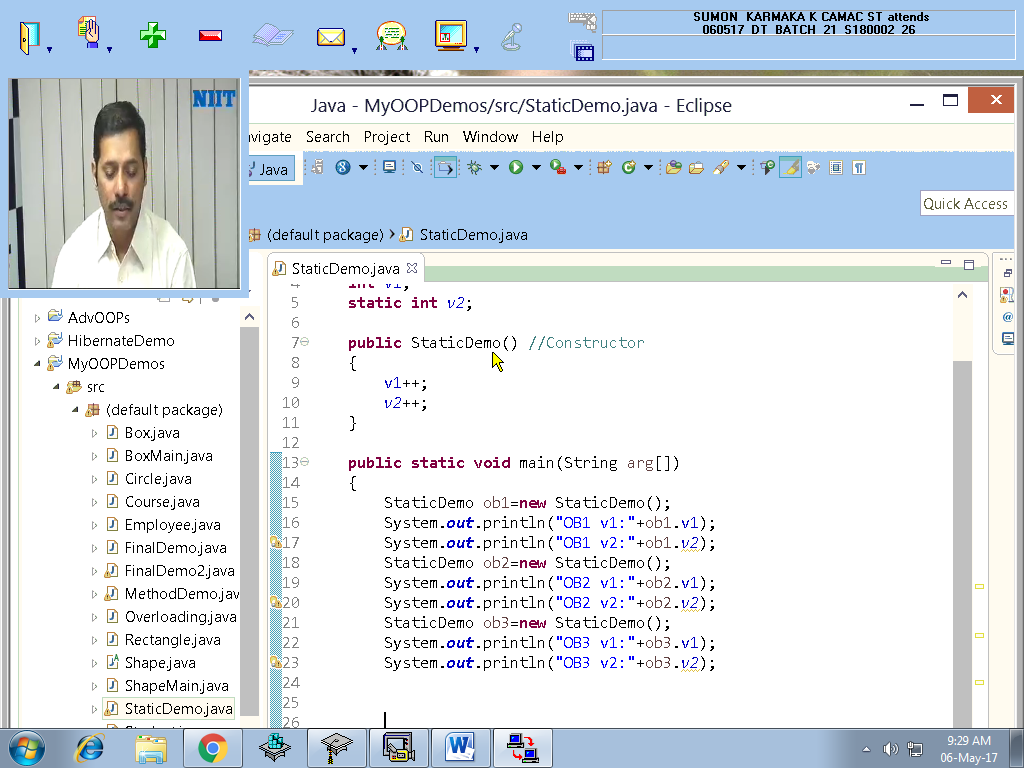 SUMON KARMAKA K CAMAC ST attends
060517 DT BATCH 21 S180002 26
NIIT
Java - MyOOPDemos/src/StaticDemo.java - Eclipse
avigate Search Project Run Window Help
Java
Quick Access
(default package) StaticDemo.java
StaticDemo.java
AdvOOPs
HibernateDemo
MyOOPDemos
src
(default package)
Box.java
BoxMain.java
Circle.java
Course.java
Employee.java
FinalDemo.java
FinalDemo2.java
MethodDemo.jav
Overloading.java
Rectangle.java
Shape.java
ShapeMain.java
StaticDemo.java
4 int v1;
5 static int v2;
6
7 public StaticDemo() //Constructor
8 {
9 v1++;
10 v2++;
11 }
12
13 public static void main(String arg[])
14 {
15 StaticDemo ob1=new StaticDemo();
16 System.out.println("OB1 v1:"+ob1.v1);
17 System.out.println("OB1 v2:"+ob1.v2);
18 StaticDemo ob2=new StaticDemo();
19 System.out.println("OB2 v1:"+ob2.v1);
20 System.out.println("OB2 v2:"+ob2.v2);
21 StaticDemo ob3=new StaticDemo();
22 System.out.println("OB3 v1:"+ob3.v1);
23 System.out.println("OB3 v2:"+ob3.v2);
24
25
26
9:29 AM
06-May-17